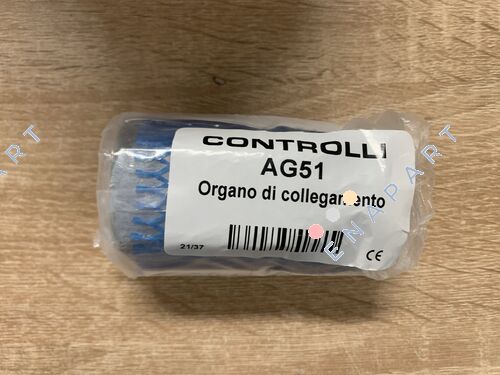 CONTROLLI
AG51
Organo di collegamento
21/37
CE
ENAPART